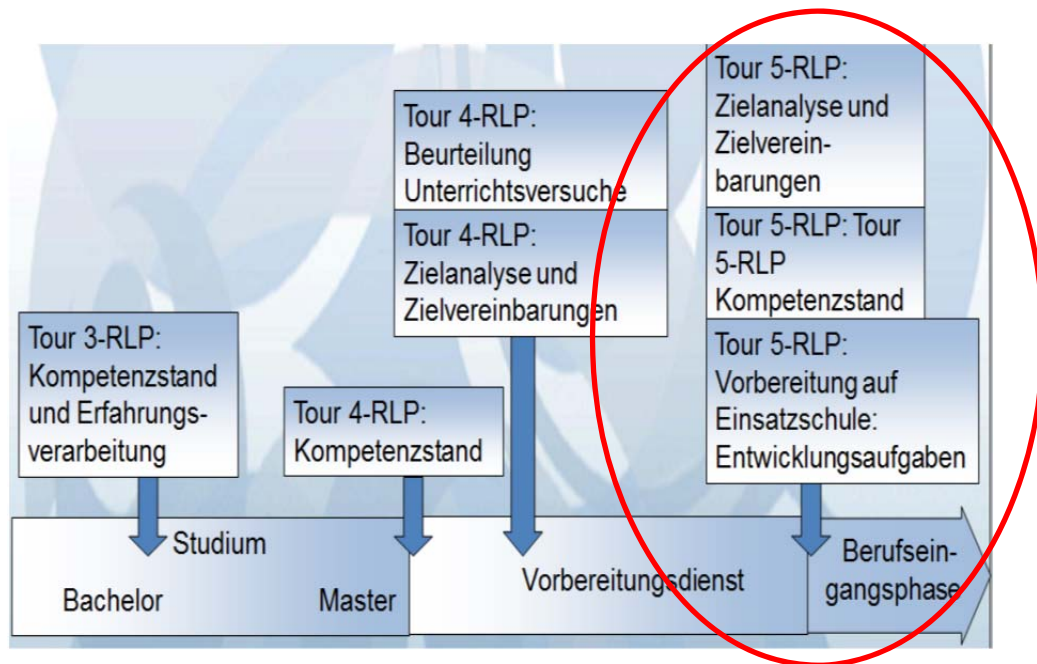 Tour 3-RLP:
Kompetenzstand
und Erfahrungs-
verarbeitung
Tour 4-RLP:
Kompetenzstand
Tour 4-RLP:
Beurteilung
Unterrichtsversuche
Tour 4-RLP:
Zielanalyse und
Zielvereinbarungen
Tour 5-RLP:
Zielanalyse und
Zielverein-
barungen
Tour 5-RLP: Tour
5-RLP
Kompetenzstand
Tour 5-RLP:
Vorbereitung auf
Einsatzschule:
Entwicklungsaufgaben
Studium
Bachelor
Master
Vorbereitungsdienst
Berufsein-
gangsphase